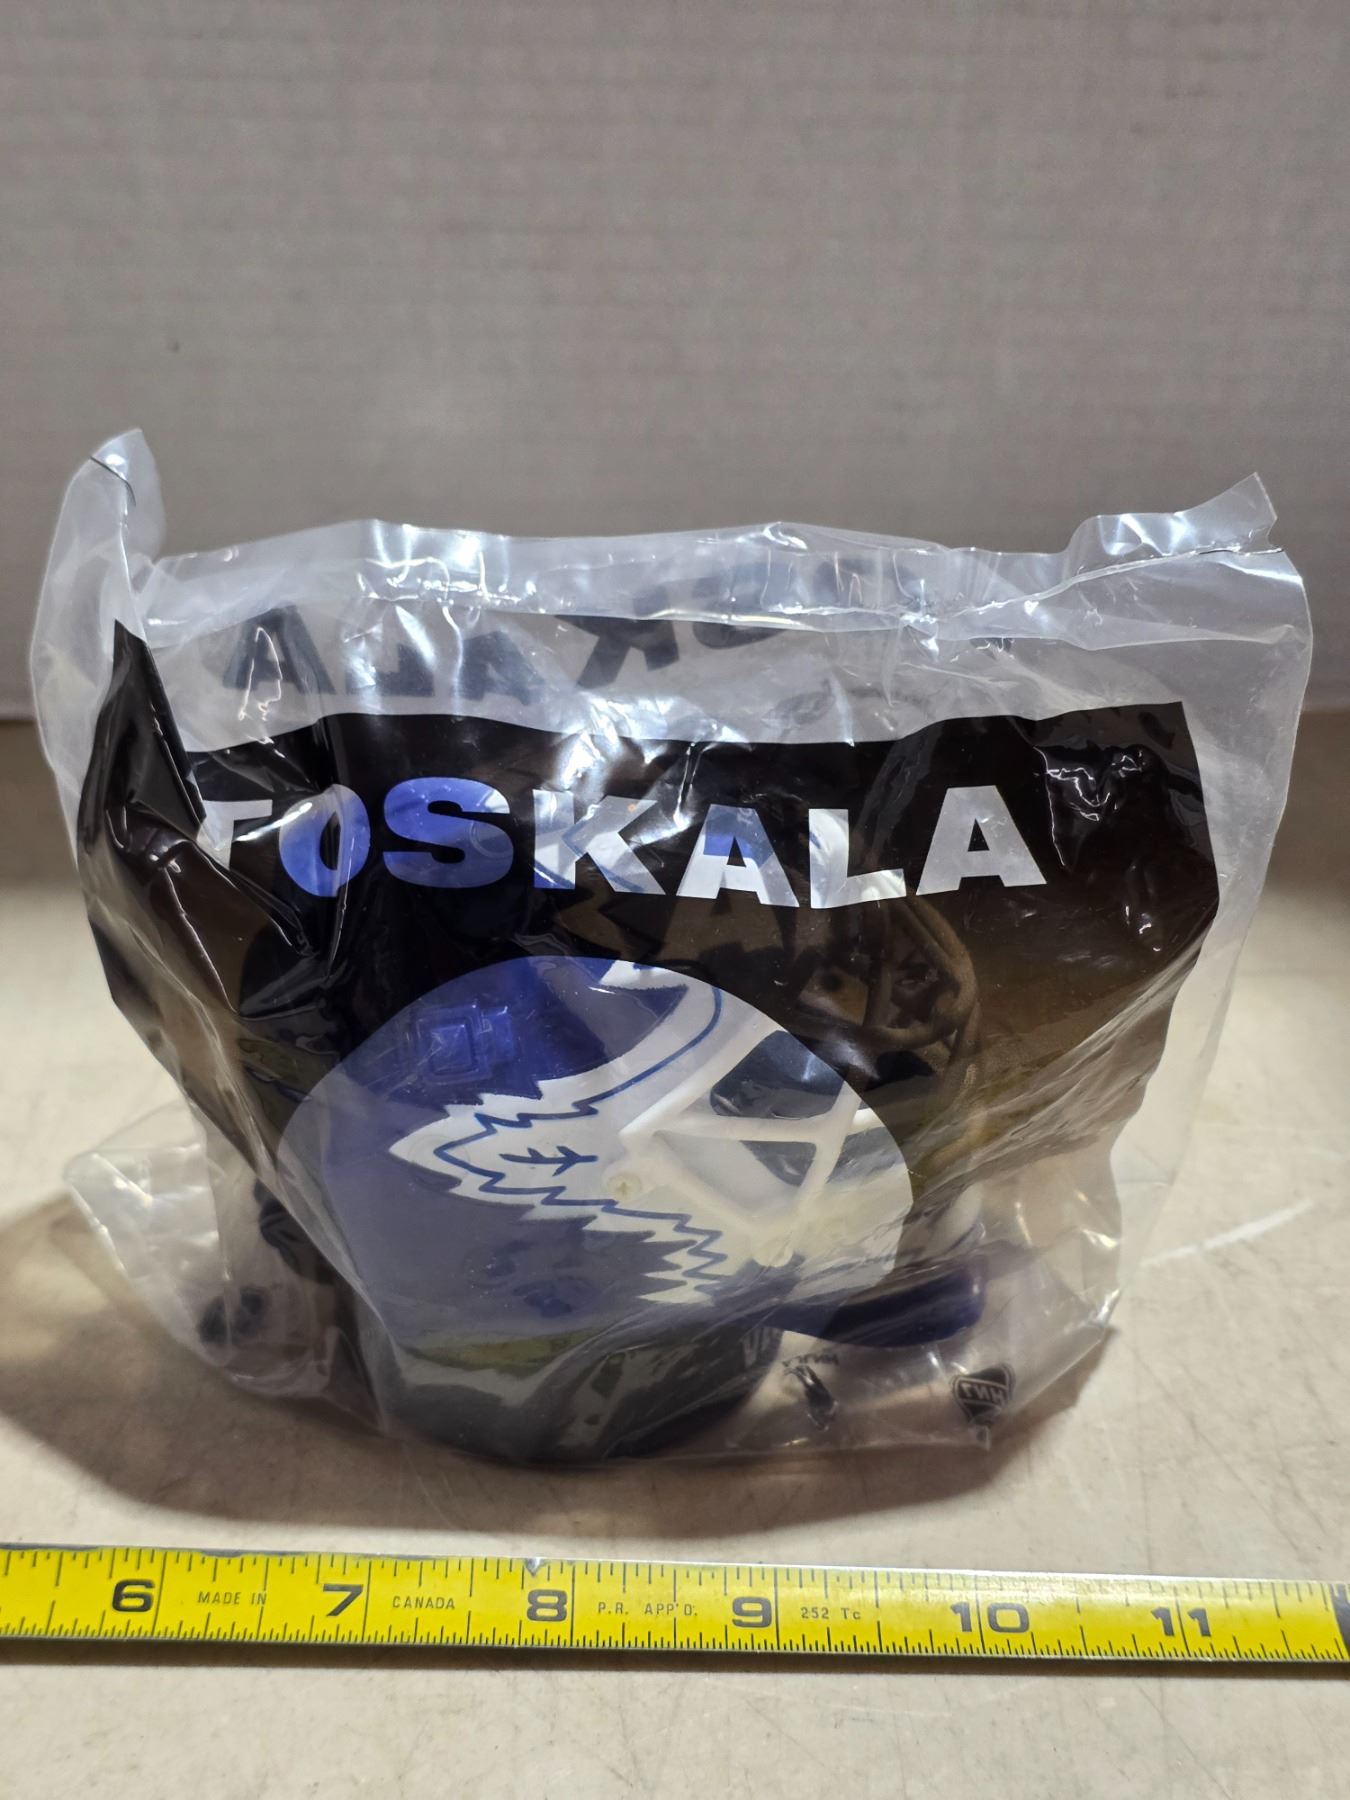 TOSKALA
6 MADE IN 7 CANADA 8 P.R. APP'D. 9 252 Tc 10 11